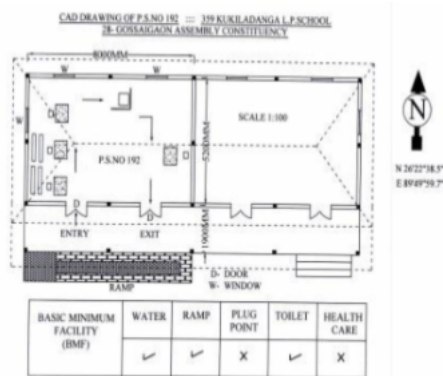 CAD DRAWING OF P.S.NO 192 ::: 359 KUKILADANGA L.P.SCHOOL
28- GOSSAIGAON ASSEMBLY CONSTITUENCY
8000MM
W
W
W
SCALE 1:100
5200MM
P.S.NO 192
N
N 26°22"38.5"
E 89°49"59.7"
D
D
ENTRY
EXIT
1900MM
RAMP
D- DOOR
W- WINDOW
BASIC MINIMUM FACILITY (BMF)
WATER
RAMP
PLUG POINT
TOILET
HEALTH CARE
✓ ✓ X ✓ X